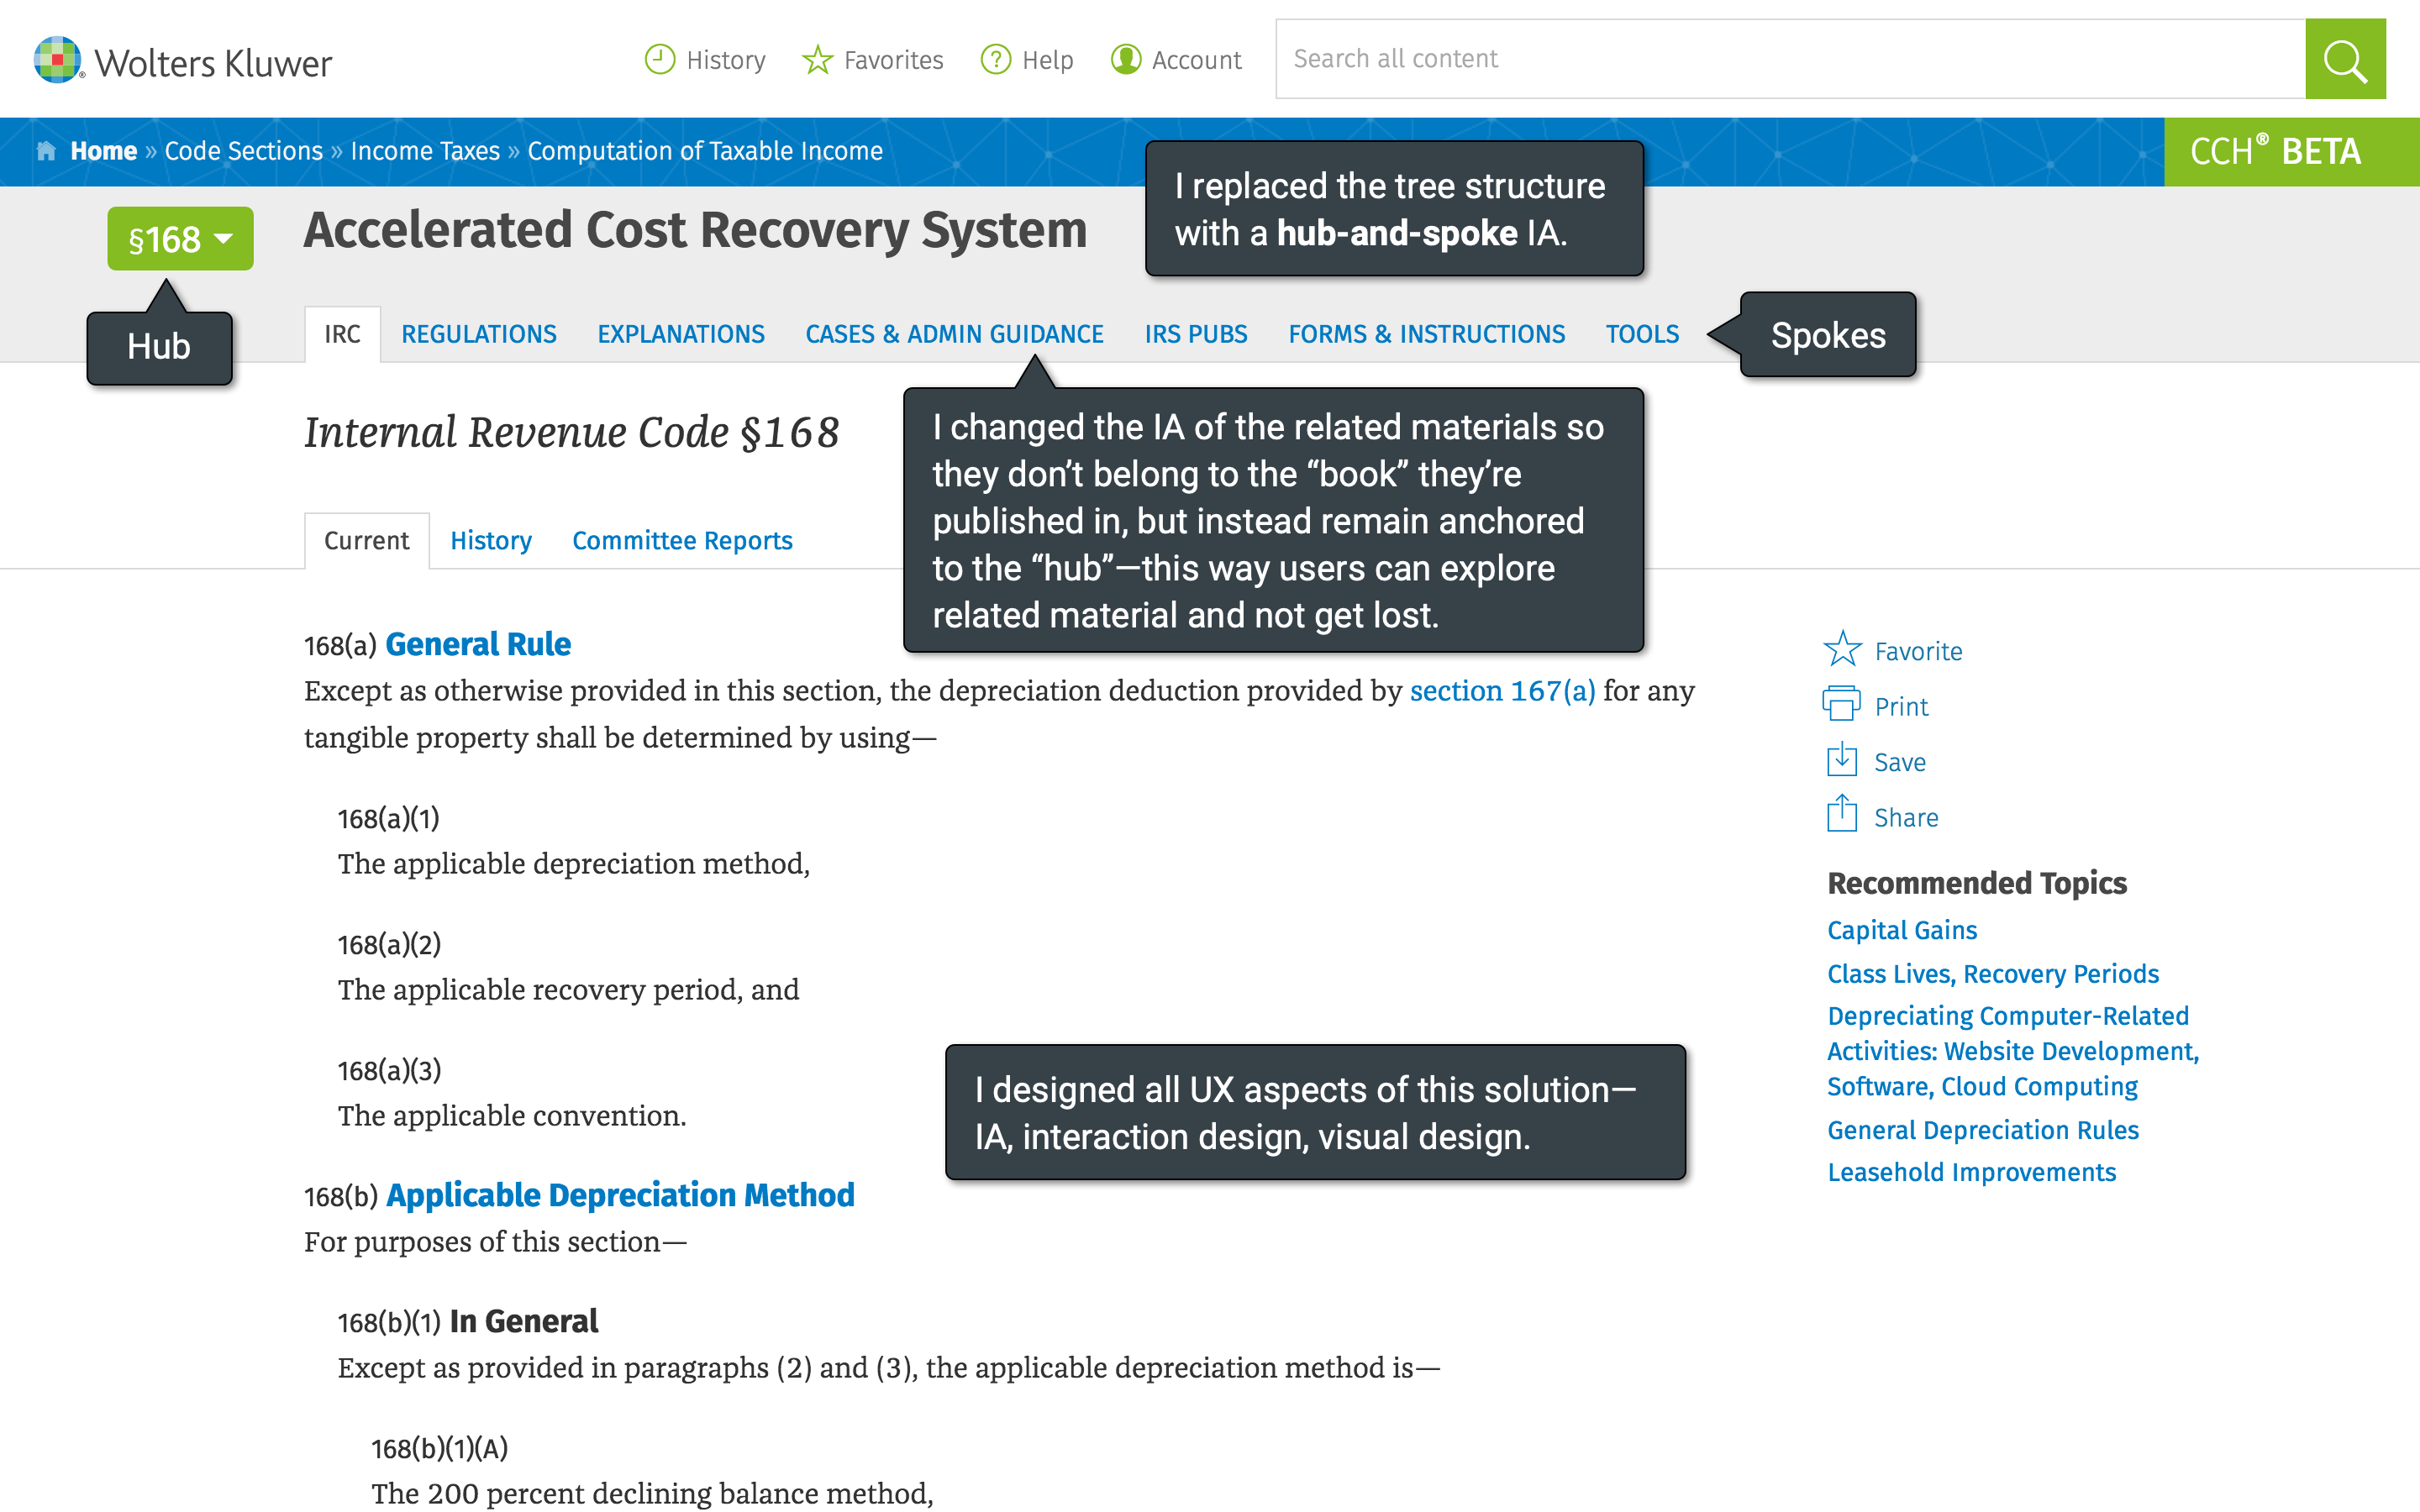 Wolters Kluwer
History
Favorites
Help
Account
Search all content
Home » Code Sections » Income Taxes » Computation of Taxable Income
CCH® BETA
I replaced the tree structure
with a hub-and-spoke IA.
§168
Accelerated Cost Recovery System
Hub
IRC
REGULATIONS
EXPLANATIONS
CASES & ADMIN GUIDANCE
IRS PUBS
FORMS & INSTRUCTIONS
TOOLS
Spokes
Internal Revenue Code §168
I changed the IA of the related materials so
they don’t belong to the “book” they’re
published in, but instead remain anchored
to the “hub”—this way users can explore
related material and not get lost.
Current
History
Committee Reports
168(a) General Rule
Except as otherwise provided in this section, the depreciation deduction provided by section 167(a) for any
tangible property shall be determined by using—
168(a)(1)
The applicable depreciation method,
168(a)(2)
The applicable recovery period, and
168(a)(3)
The applicable convention.
I designed all UX aspects of this solution—
IA, interaction design, visual design.
168(b) Applicable Depreciation Method
For purposes of this section—
168(b)(1) In General
Except as provided in paragraphs (2) and (3), the applicable depreciation method is—
168(b)(1)(A)
The 200 percent declining balance method,
Favorite
Print
Save
Share
Recommended Topics
Capital Gains
Class Lives, Recovery Periods
Depreciating Computer-Related
Activities: Website Development,
Software, Cloud Computing
General Depreciation Rules
Leasehold Improvements